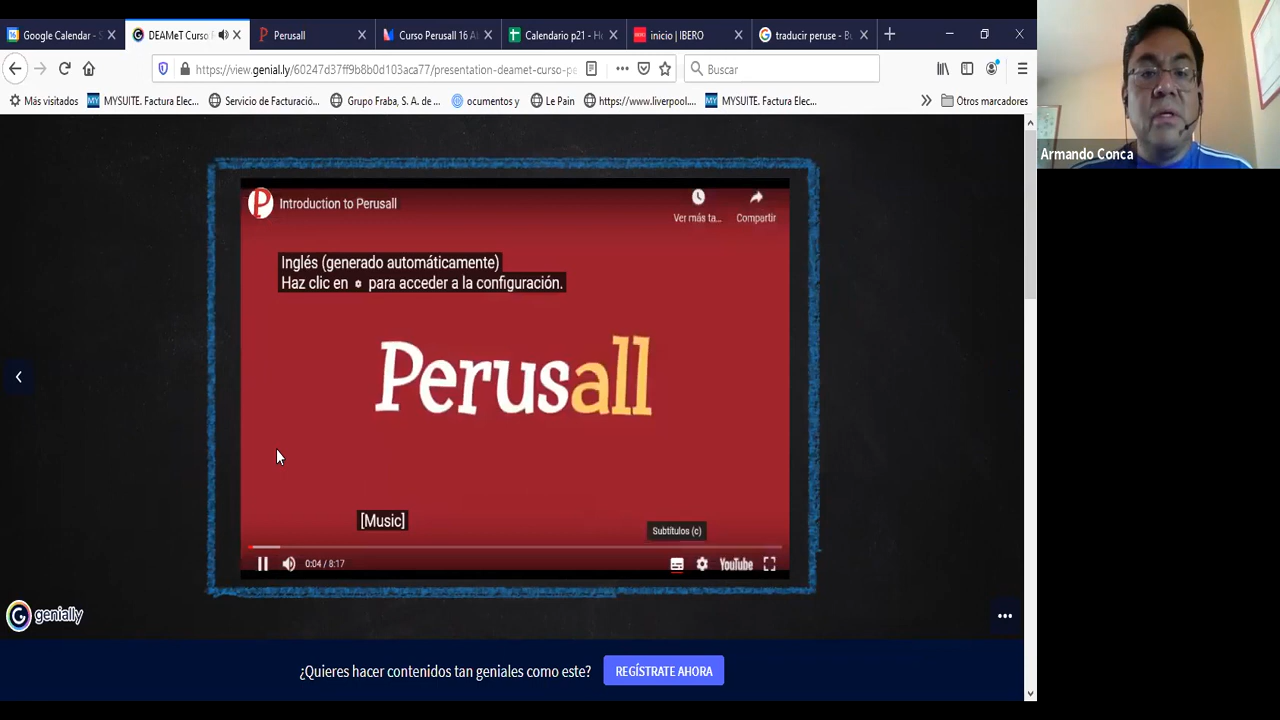 Google Calendar - S
DEAMeT Curso P
Perusall
Curso Perusall 16 A
Calendario p21 - Ho
inicio | IBERO
traducir peruse - Bu
https://view.genial.ly/60247d37ff9b8b0d103aca77/presentation-deamet-curso-pe
Buscar
Más visitados
MYSUITE. Factura Elec...
Servicio de Facturació...
Grupo Fraba, S. A. de ...
ocumentos y
Le Pain
https://www.liverpool....
MYSUITE. Factura Elec...
Otros marcadores
Armando Conca
Introduction to Perusall
Ver más ta...
Compartir
Inglés (generado automáticamente)
Haz clic en para acceder a la configuración.
Perusall
[Music]
Subtítulos (c)
0:04 / 8:17
YouTube
genially
¿Quieres hacer contenidos tan geniales como este?
REGÍSTRATE AHORA